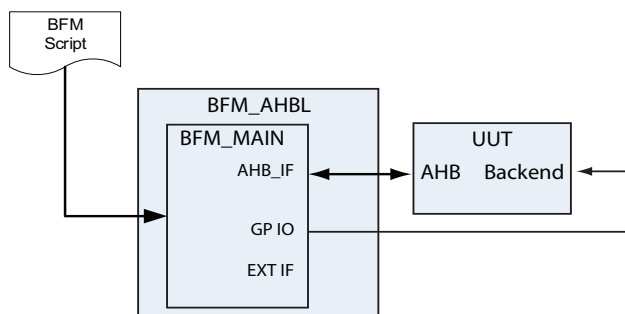 BFM
Script
BFM_AHBL
BFM_MAIN
UUT
AHB_IF
AHB Backend
GP IO
EXT IF